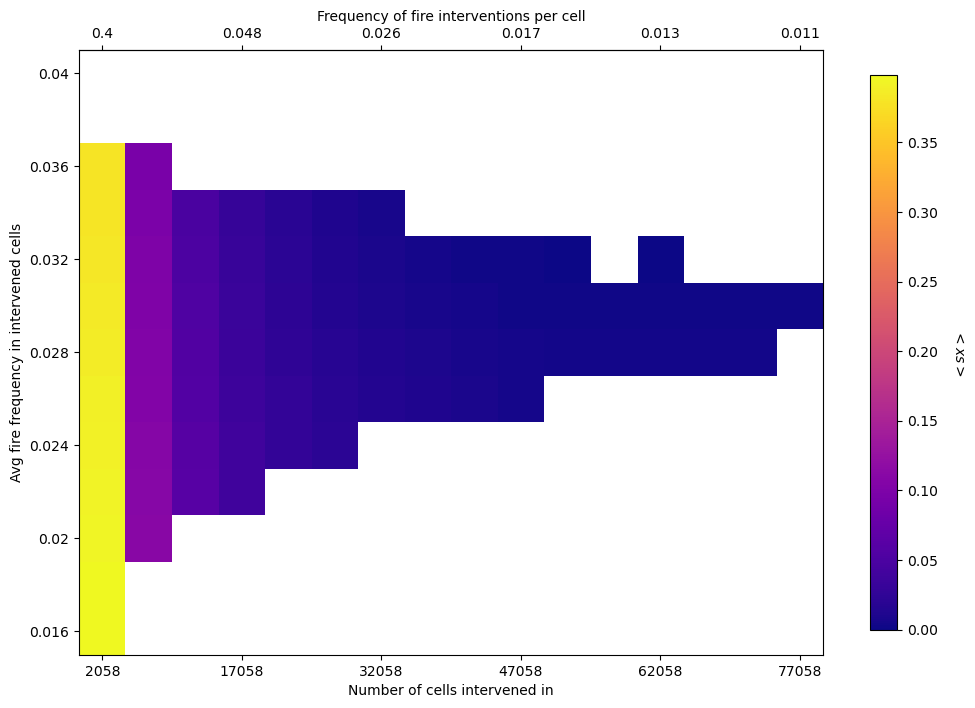 Frequency of fire interventions per cell
0.4 0.048 0.026 0.017 0.013 0.011
Avg fire frequency in intervened cells
0.04
0.036
0.032
0.028
0.024
0.02
0.016
2058 17058 32058 47058 62058 77058
Number of cells intervened in
0.35
0.30
0.25
0.20
0.15
0.10
0.05
0.00
< sx >